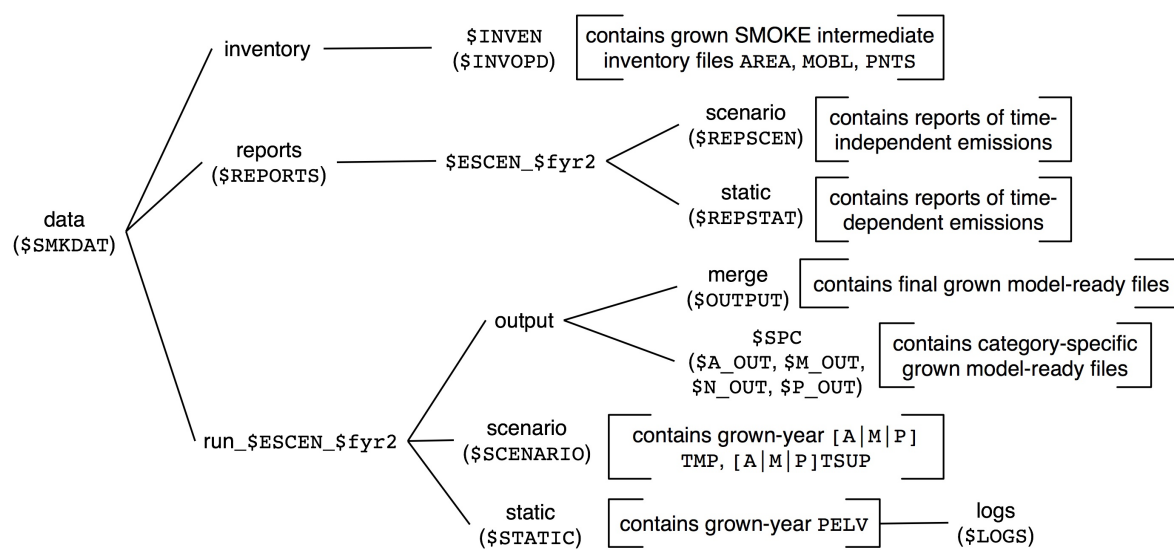 inventory
$INVEN
($INVOPD)
contains grown SMOKE intermediate
inventory files AREA, MOBL, PNTS
reports
($REPORTS)
$ESCEN_$fyr2
scenario
($REPSCEN)
contains reports of time-
independent emissions
static
($REPSTAT)
contains reports of time-
dependent emissions
data
($SMKDAT)
run_$ESCEN_$fyr2
output
merge
($OUTPUT)
contains final grown model-ready files
$SPC
($A_OUT, $M_OUT,
$N_OUT, $P_OUT)
contains category-specific
grown model-ready files
scenario
($SCENARIO)
contains grown-year [A|M|P]
TMP, [A|M|P]TSUP
static
($STATIC)
contains grown-year PELV
logs
($LOGS)